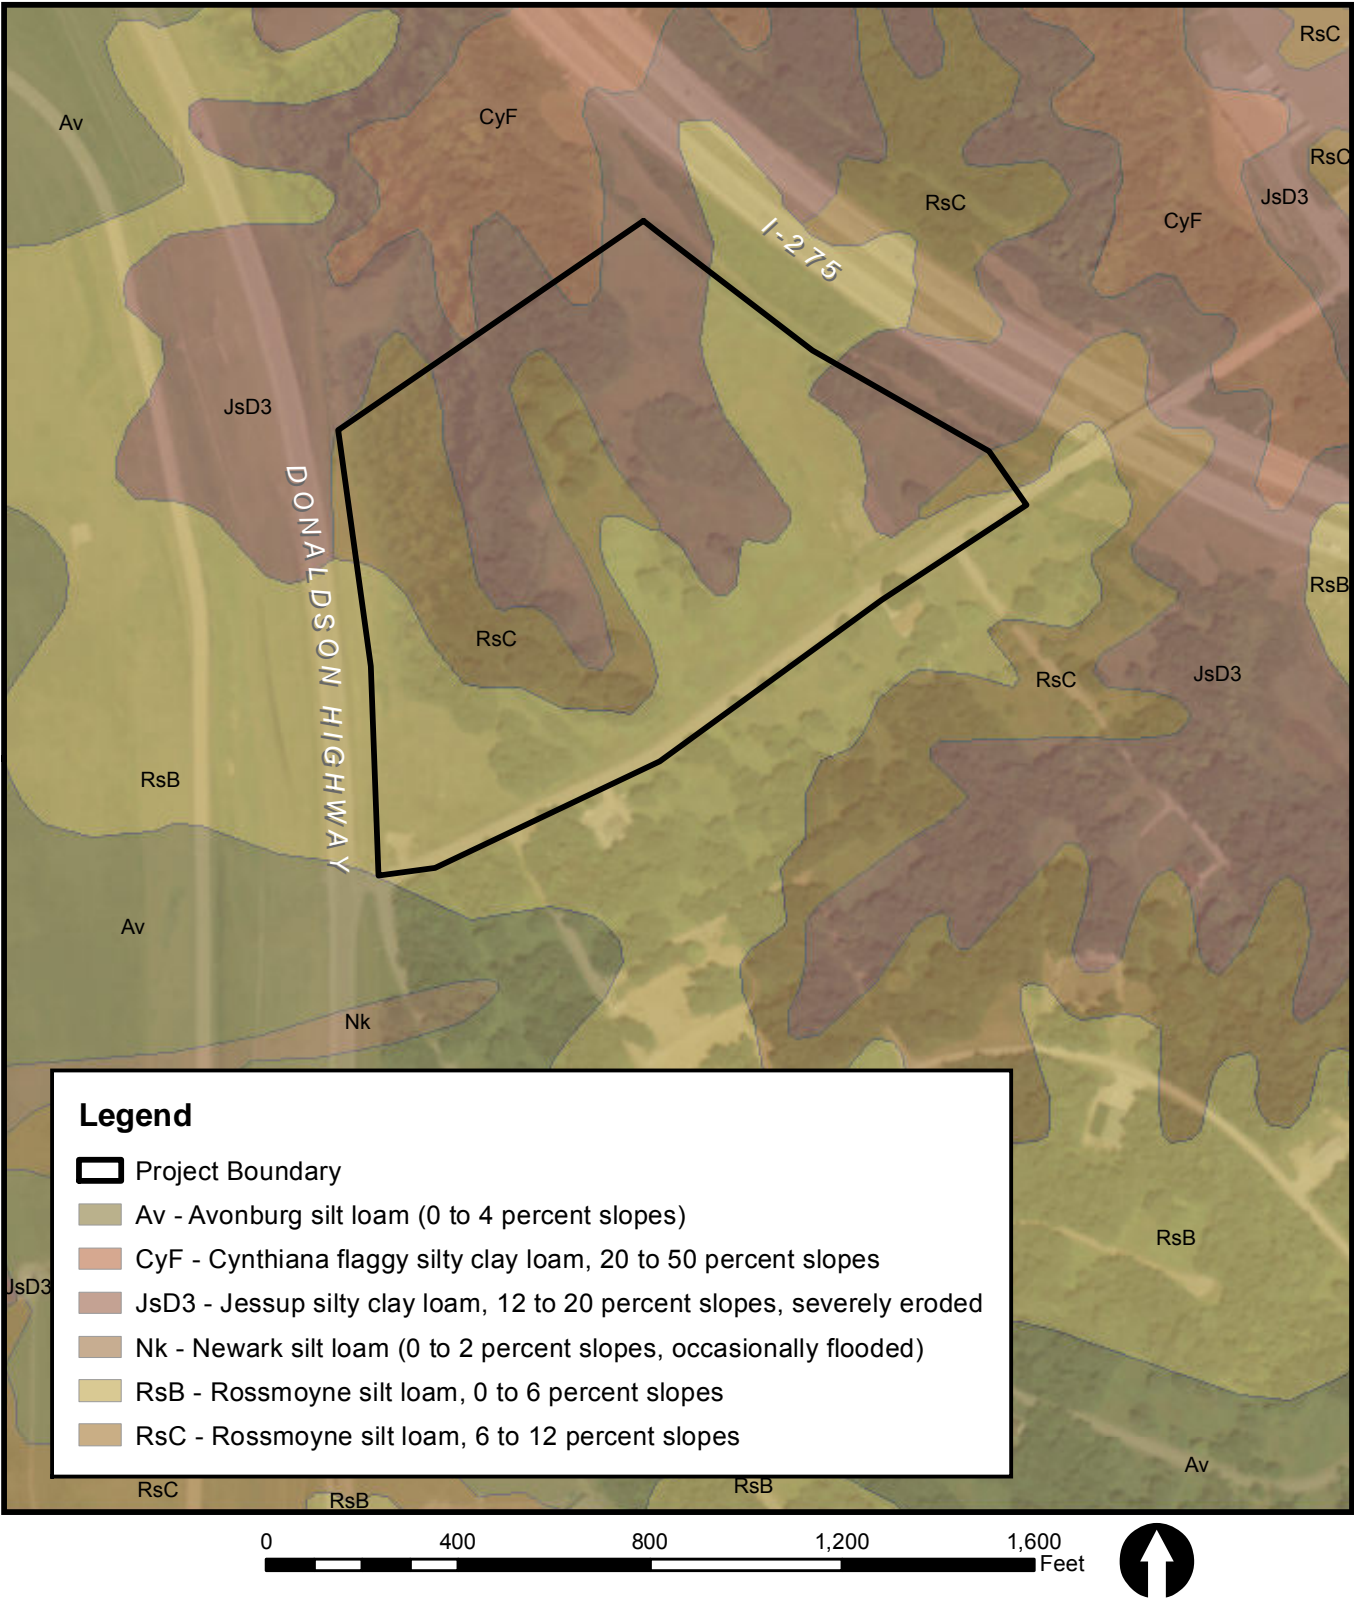 RsC
CyF
Av
RsC
JsD3
RsC
CyF
I-275
JsD3
DONALDSON HIGHWAY
RsB
RsC
RsC
JsD3
RsB
Av
Nk
Legend
Project Boundary
Av - Avonburg silt loam (0 to 4 percent slopes)
CyF - Cynthiana flaggy silty clay loam, 20 to 50 percent slopes
JsD3 - Jessup silty clay loam, 12 to 20 percent slopes, severely eroded
Nk - Newark silt loam (0 to 2 percent slopes, occasionally flooded)
RsB - Rossmoyne silt loam, 0 to 6 percent slopes
RsC - Rossmoyne silt loam, 6 to 12 percent slopes
RsB
JsD3
Av
RsC
RsB
RsB
0 400 800 1,200 1,600
Feet